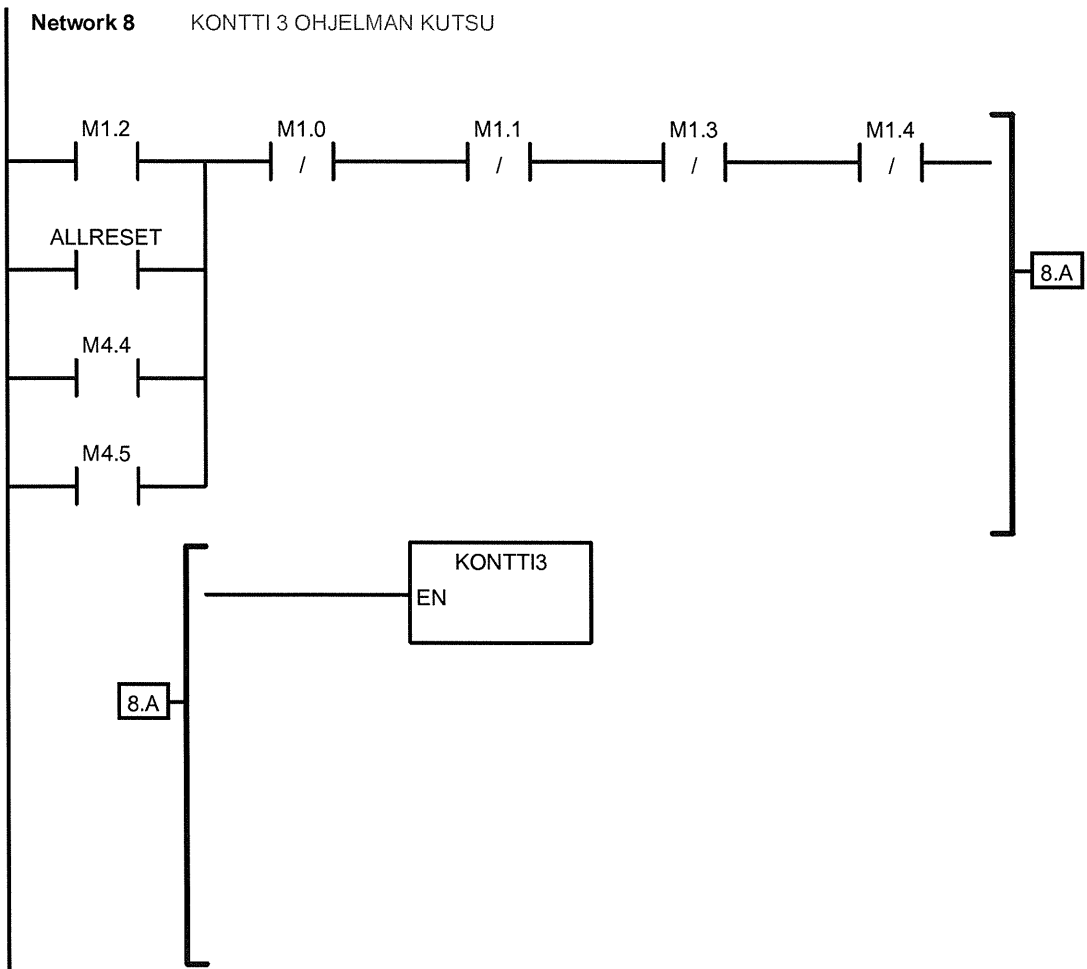 Network 8 KONTTI 3 OHJELMAN KUTSU
M1.2 M1.0 M1.1 M1.3 M1.4
/ / / /
ALLRESET
8.A
M4.4
M4.5
KONTTI3
EN
8.A